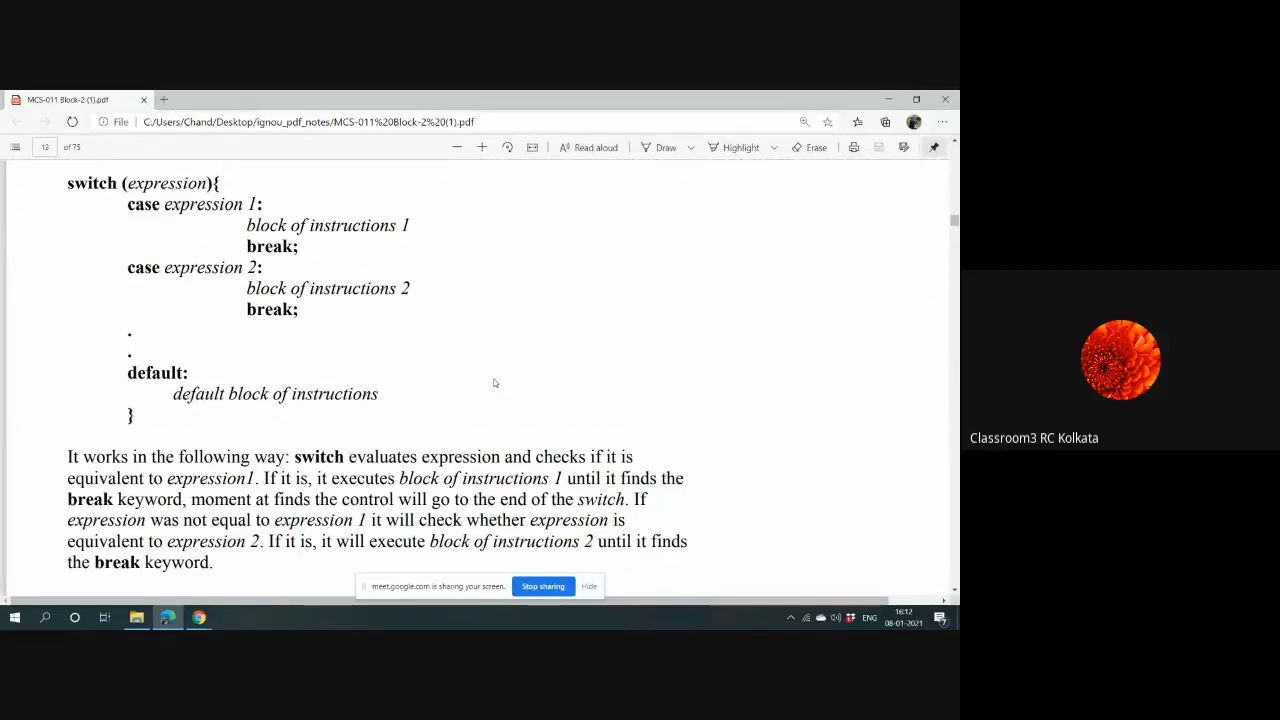 MCS-011 Block-2 (1).pdf
File
C:/Users/Chand/Desktop/ignou_pdf_notes/MCS-011%20Block-2%20(1).pdf
13 of 75
Read aloud
Draw
Highlight
Erase
switch (expression){
case expression 1:
block of instructions 1
break;
case expression 2:
block of instructions 2
break;
.
.
default:
default block of instructions
}
It works in the following way: switch evaluates expression and checks if it is
equivalent to expression1. If it is, it executes block of instructions 1 until it finds the
break keyword, moment at finds the control will go to the end of the switch. If
expression was not equal to expression 1 it will check whether expression is
equivalent to expression 2. If it is, it will execute block of instructions 2 until it finds
the break keyword.
meet.google.com is sharing your screen.
Stop sharing
Hide
ENG
16:12
08-01-2021
Classroom3 RC Kolkata